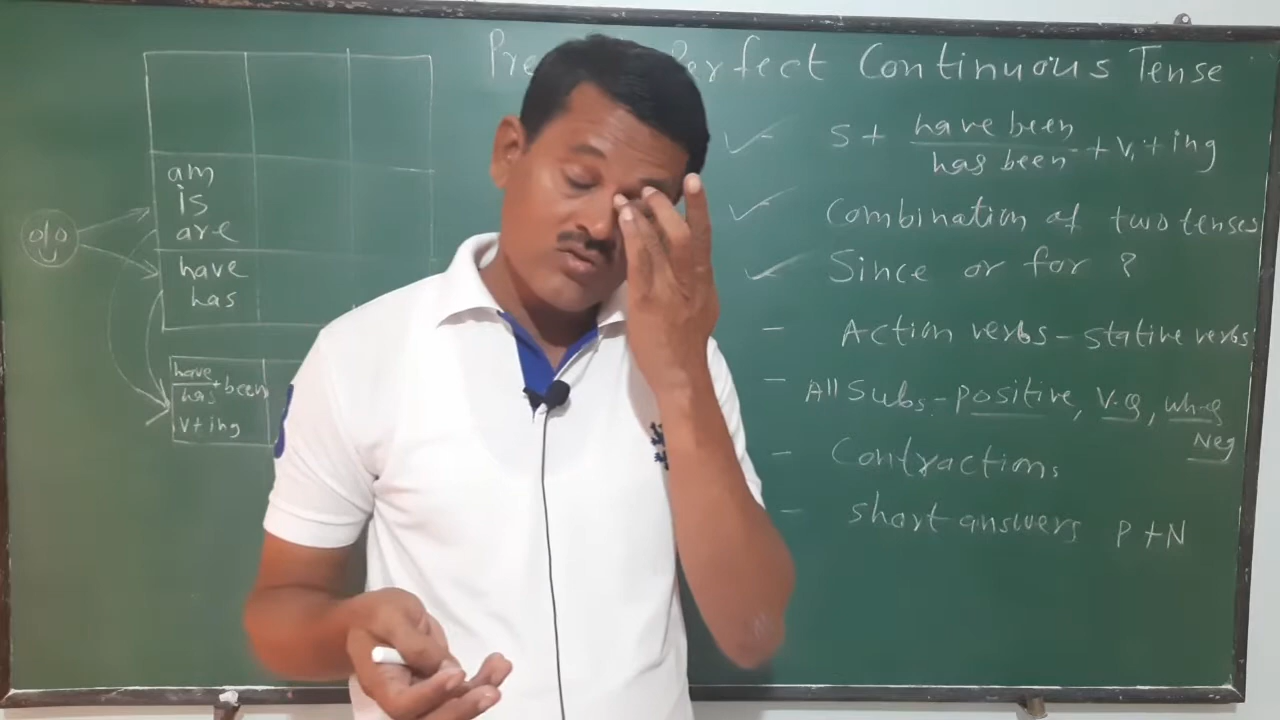 Pre erfect Continuous Tense
S + have been / has been + V1 + ing
Combination of two tenses
Since or for ?
- Action verbs - stative verbs
- All Subs - positive, V.Q, Wh-Q
Neg
- Contractions
- short answers P + N
am
is
are
have
has
have / has + been
V + ing